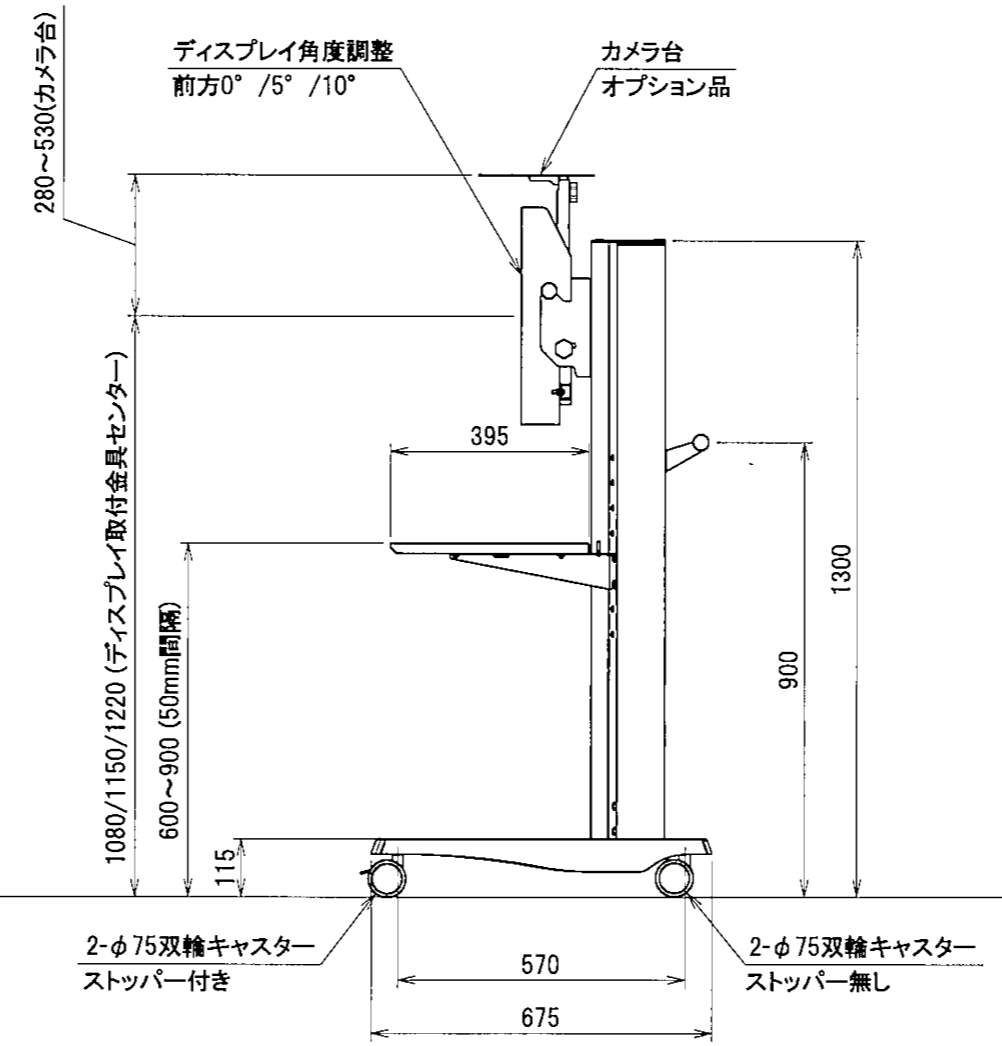 280～530(カメラ台)
ディスプレイ角度調整
前方0° /5° /10°
カメラ台
オプション品
1080/1150/1220 (ディスプレイ取付金具センター)
395
600～900 (50mm間隔)
1300
900
115
2-φ75双輪キャスター
ストッパー付き
570
2-φ75双輪キャスター
ストッパー無し
675